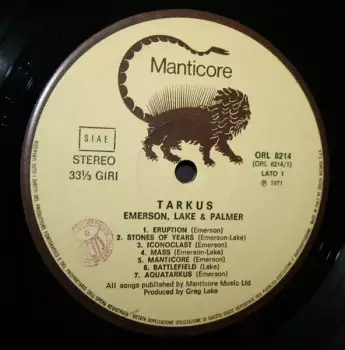 Manticore
SIAE
STEREO
33⅓ GIRI
ORL 8214
(ORL 8214/1)
LATO 1
℗ 1971
TARKUS
EMERSON, LAKE & PALMER
1. ERUPTION (Emerson)
2. STONES OF YEARS (Emerson-Lake)
3. ICONOCLAST (Emerson)
4. MASS (Emerson-Lake)
5. MANTICORE (Emerson)
6. BATTLEFIELD (Lake)
7. AQUATARKUS (Emerson)
All songs published by Manticore Music Ltd.
Produced by Greg Lake